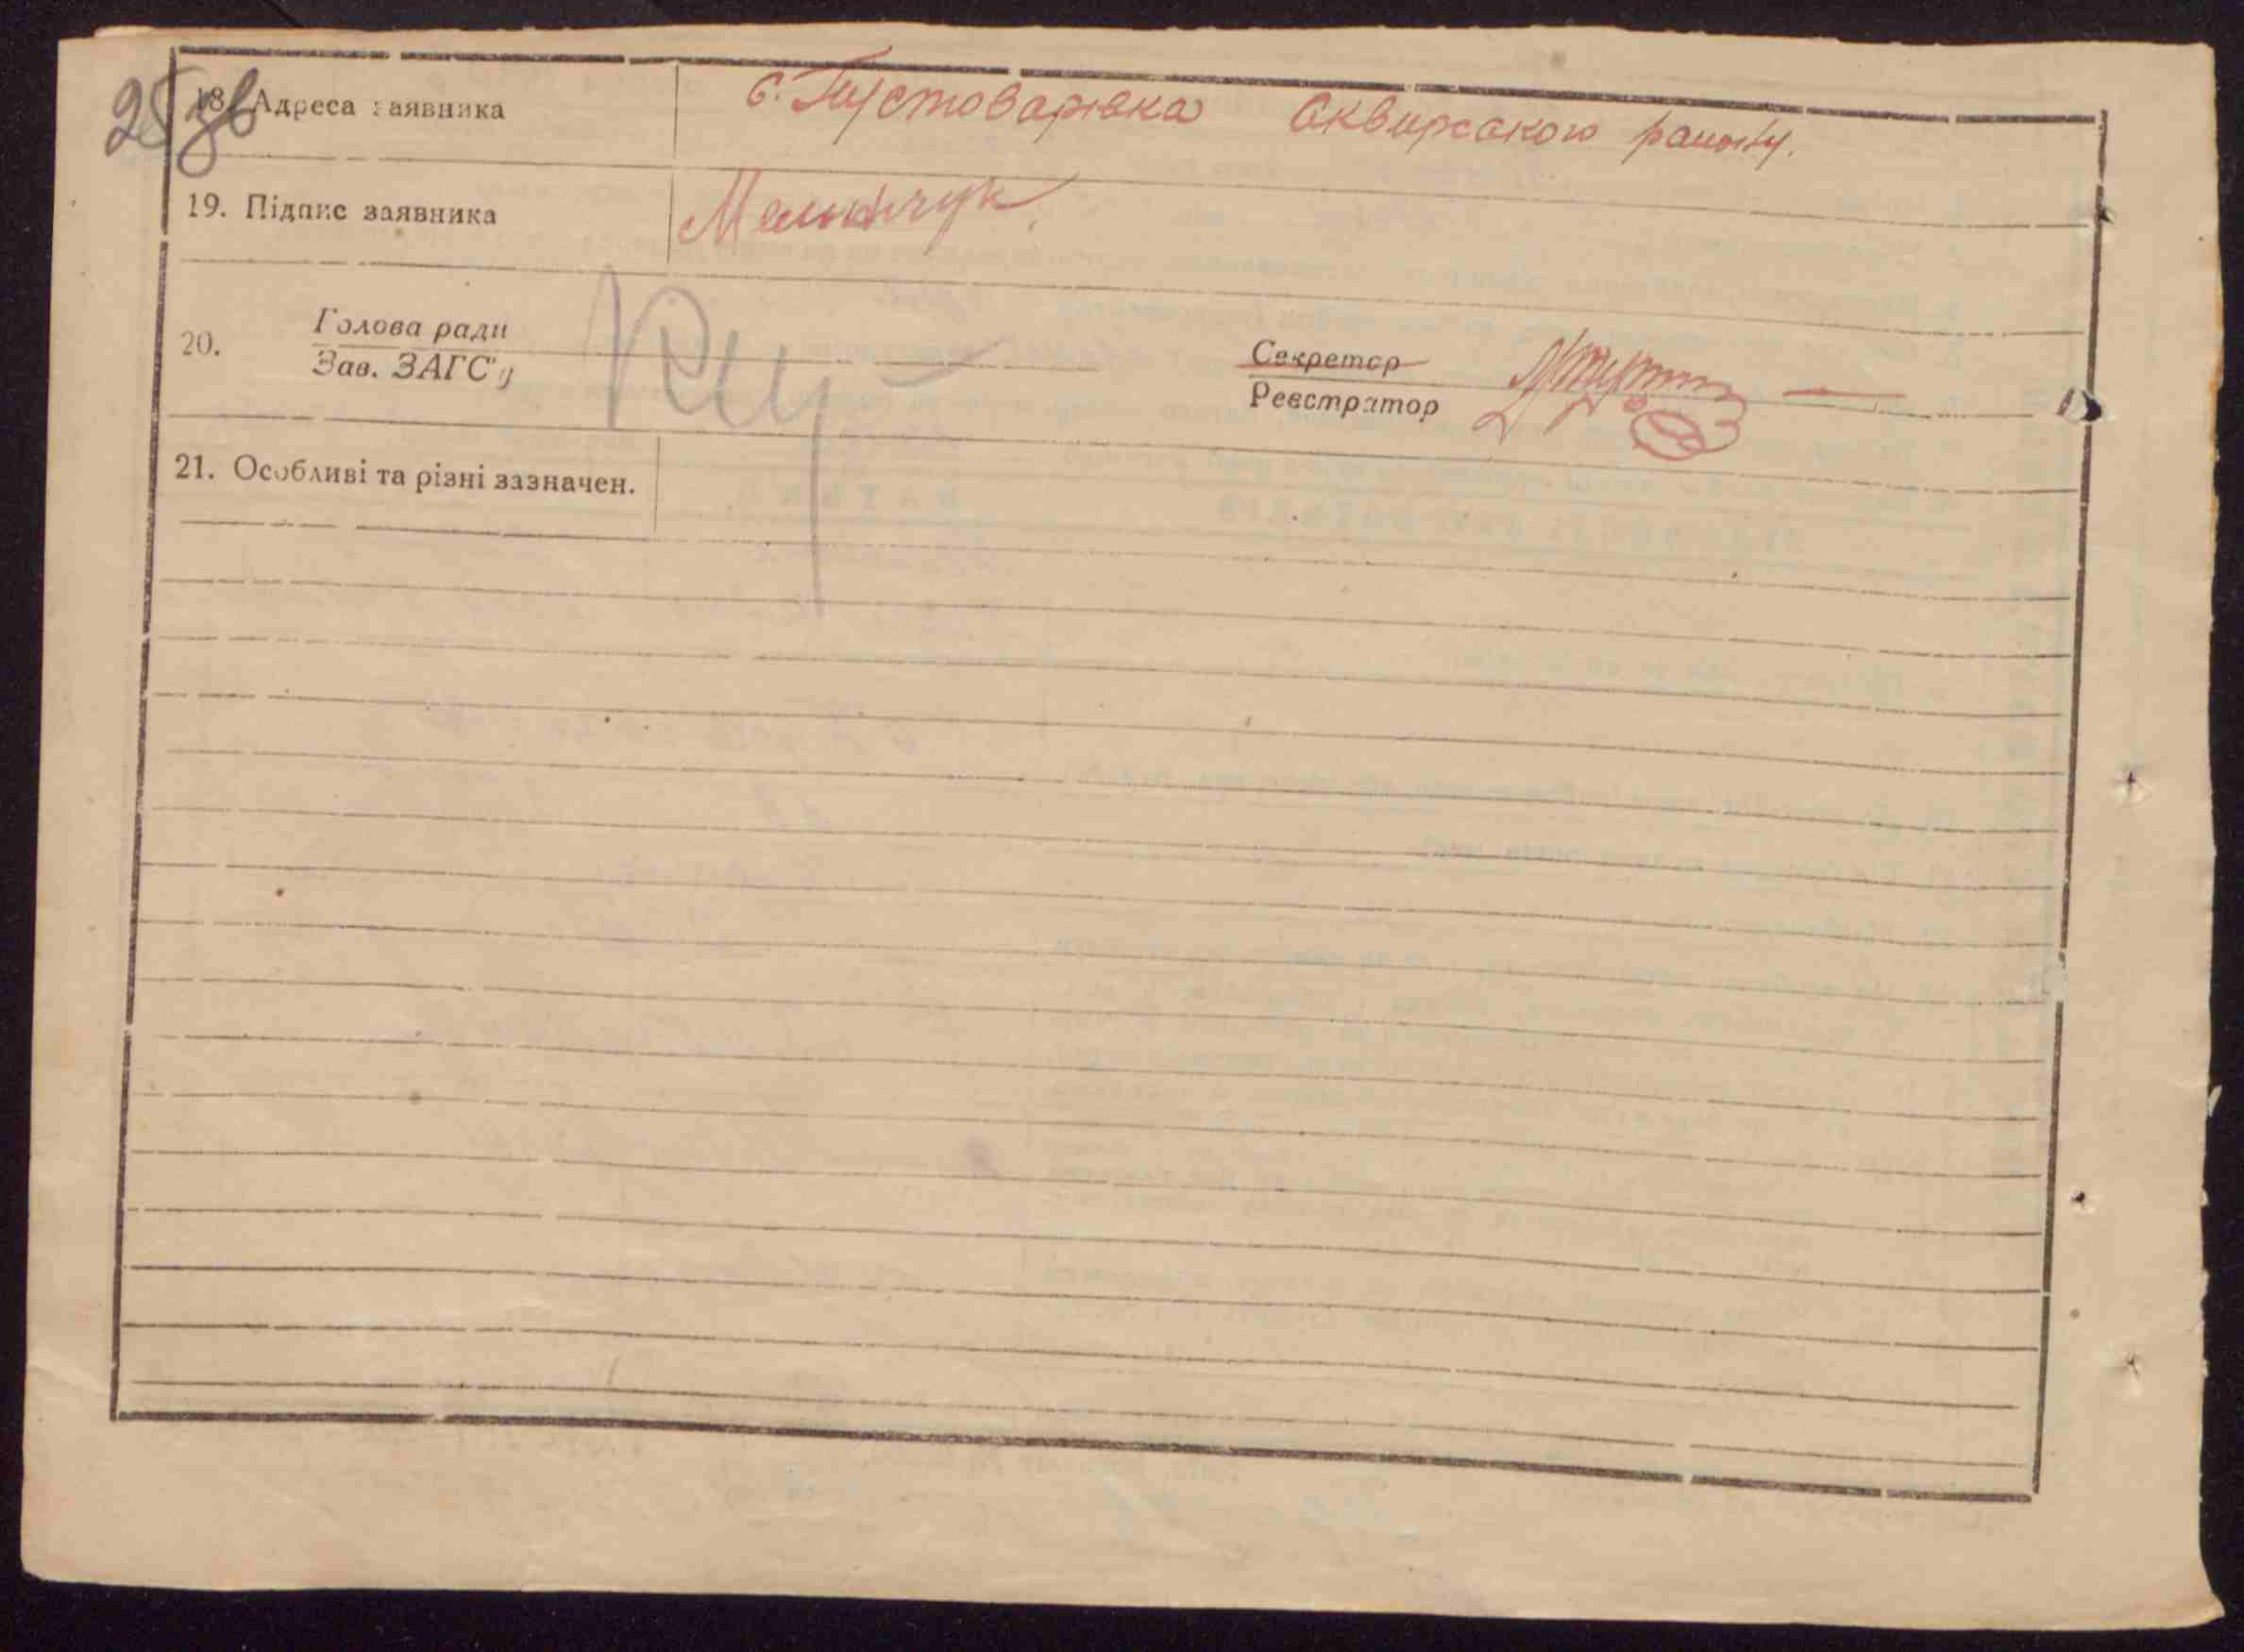 25зв
18. Адреса заявника с. Пустоварівка Сквирського району.
19. Підпис заявника Мельничук
20. Голова ради Секретар
Зав. ЗАГС'у Реєстратор
21. Особливі та різні зазначен.